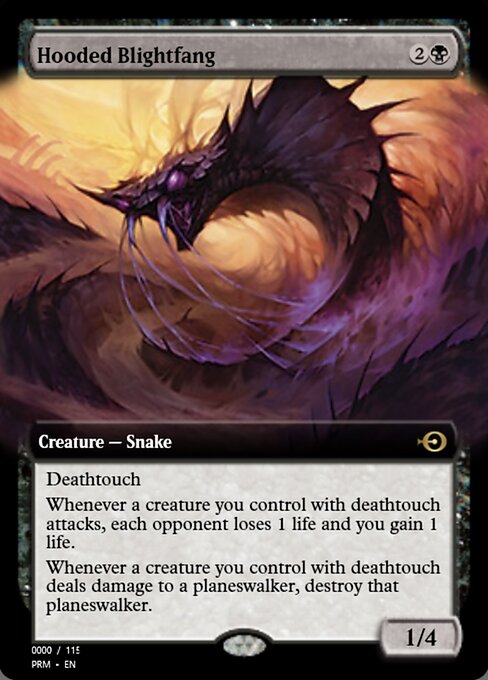 Hooded Blightfang 2
Creature — Snake
Deathtouch
Whenever a creature you control with deathtouch
attacks, each opponent loses 1 life and you gain 1
life.
Whenever a creature you control with deathtouch
deals damage to a planeswalker, destroy that
planeswalker.
1/4
0000 / 115
PRM • EN